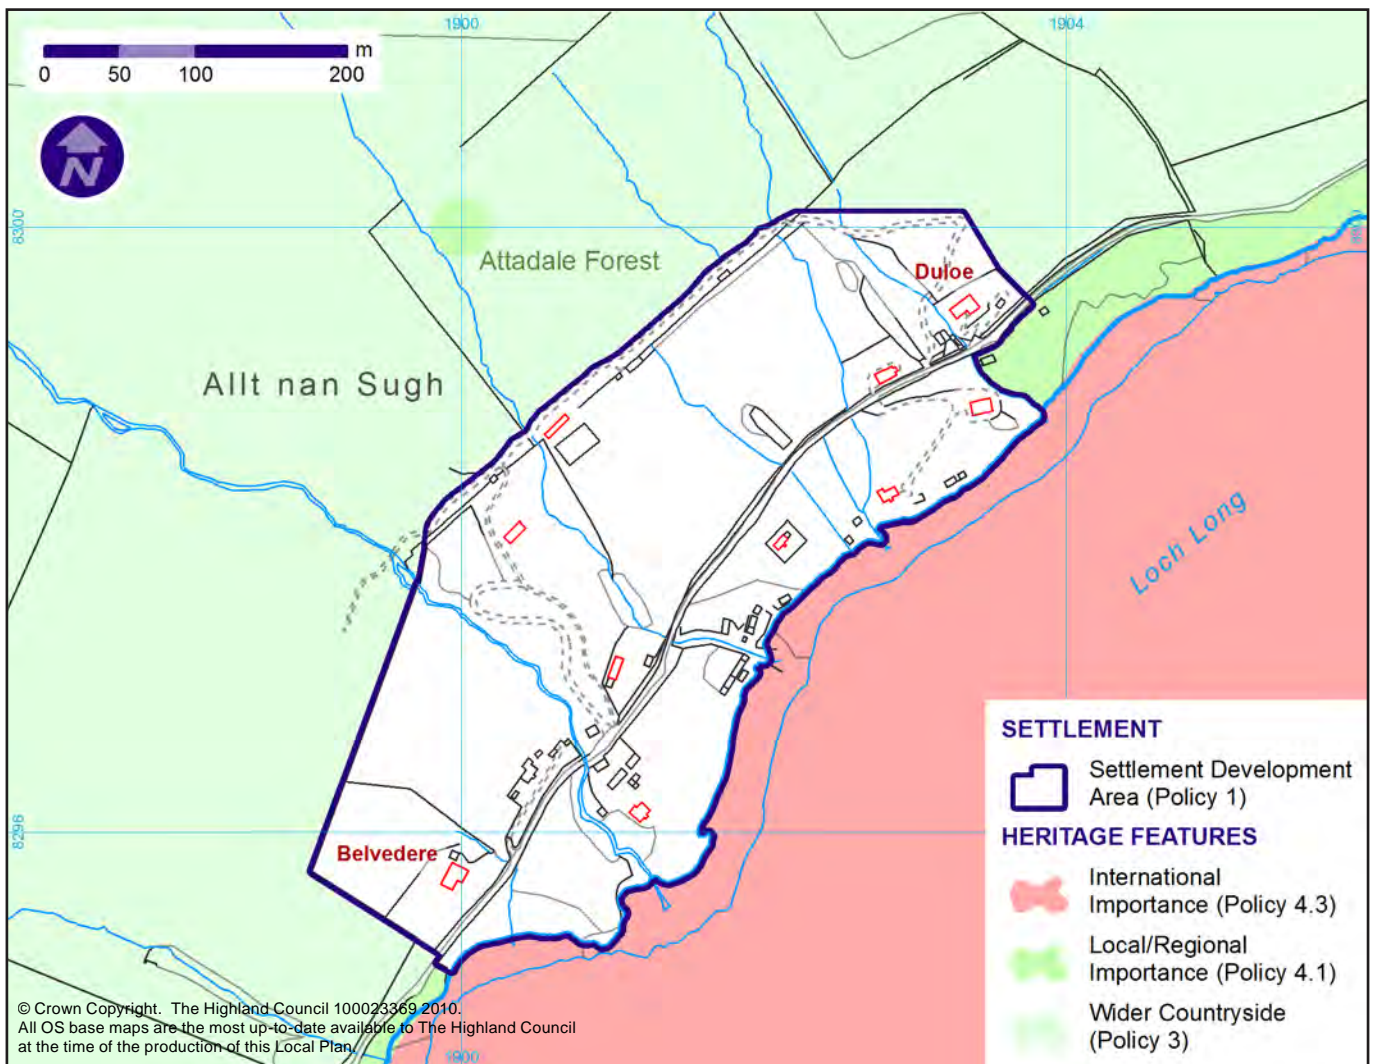 1900
1904
m
0 50 100 200
N
8300
Attadale Forest
Duloe
Allt nan Sugh
Loch Long
8296
Belvedere
SETTLEMENT
Settlement Development
Area (Policy 1)
HERITAGE FEATURES
International
Importance (Policy 4.3)
Local/Regional
Importance (Policy 4.1)
Wider Countryside
(Policy 3)
© Crown Copyright. The Highland Council 100023369 2010.
All OS base maps are the most up-to-date available to The Highland Council
at the time of the production of this Local Plan.
1900